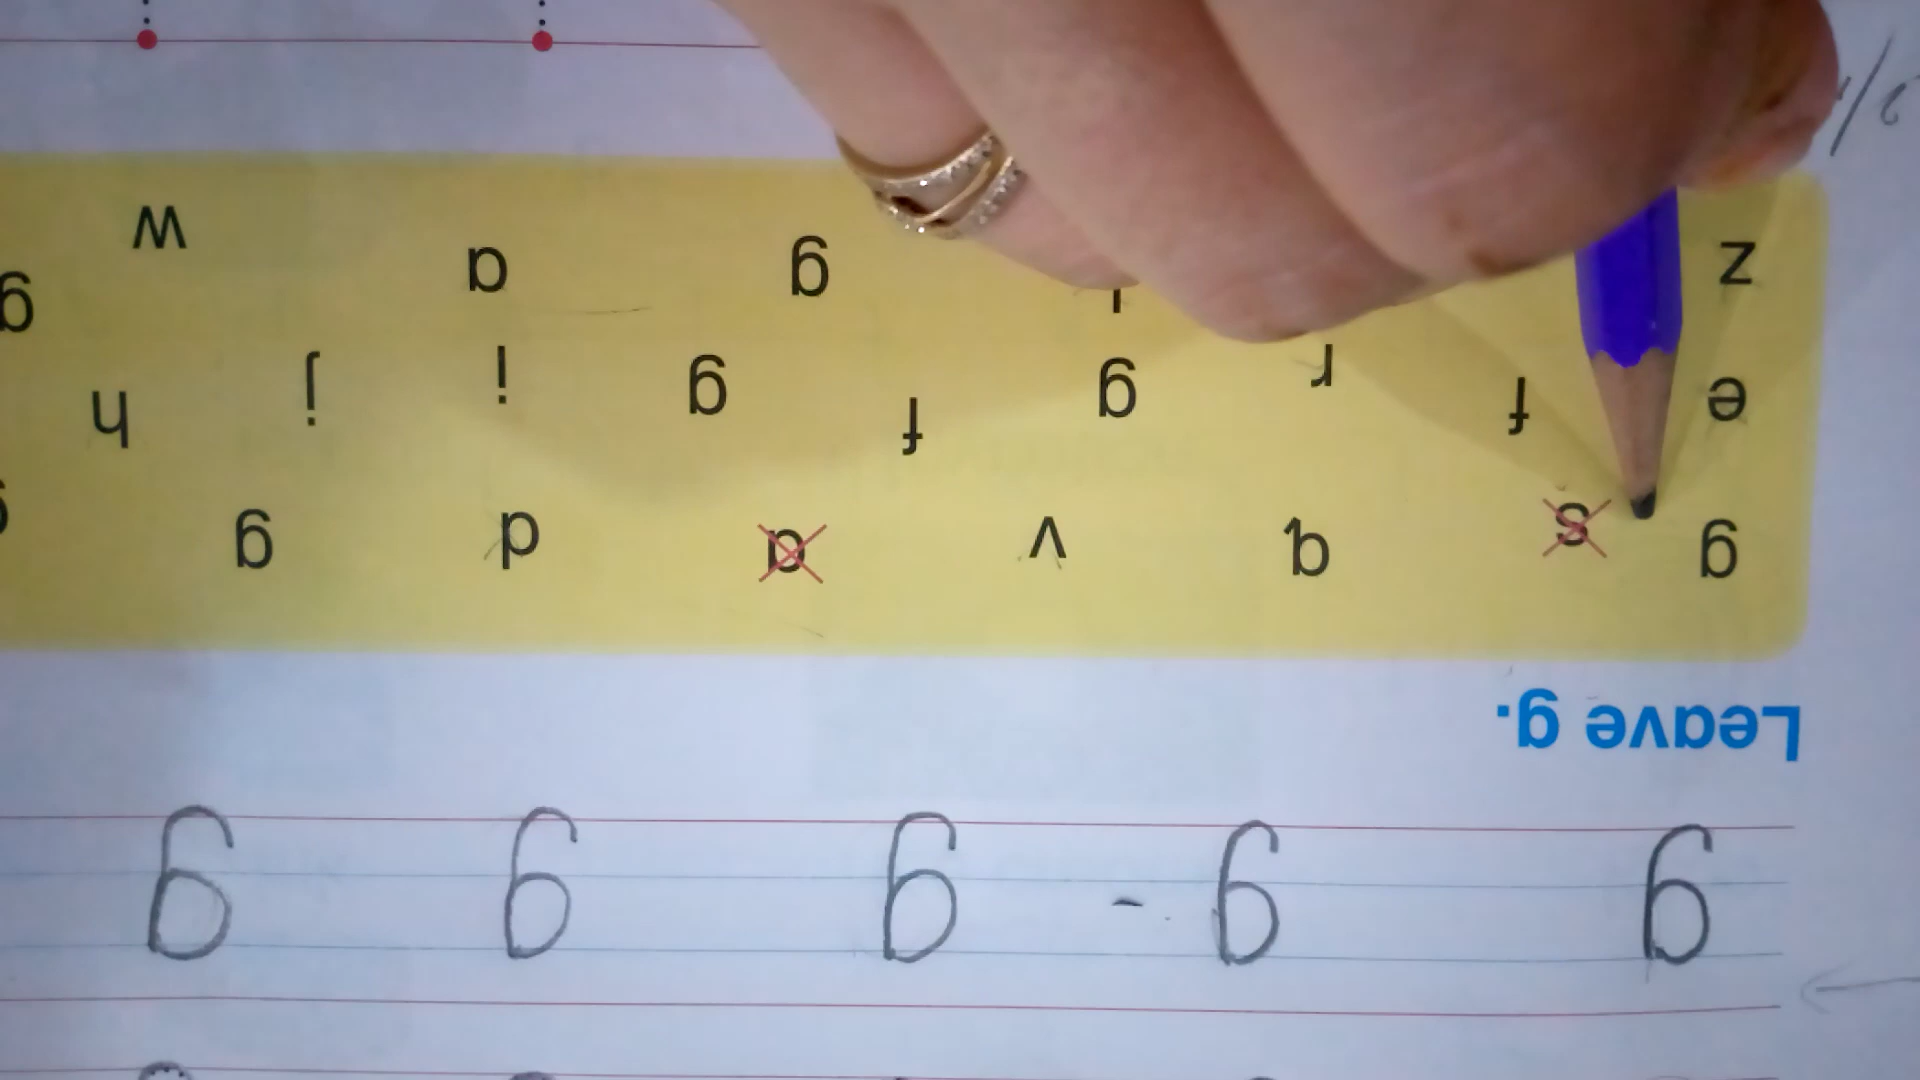 g g - g g g
Leave g.
g s q v a d g
e f r g f g i j h
z g a w g